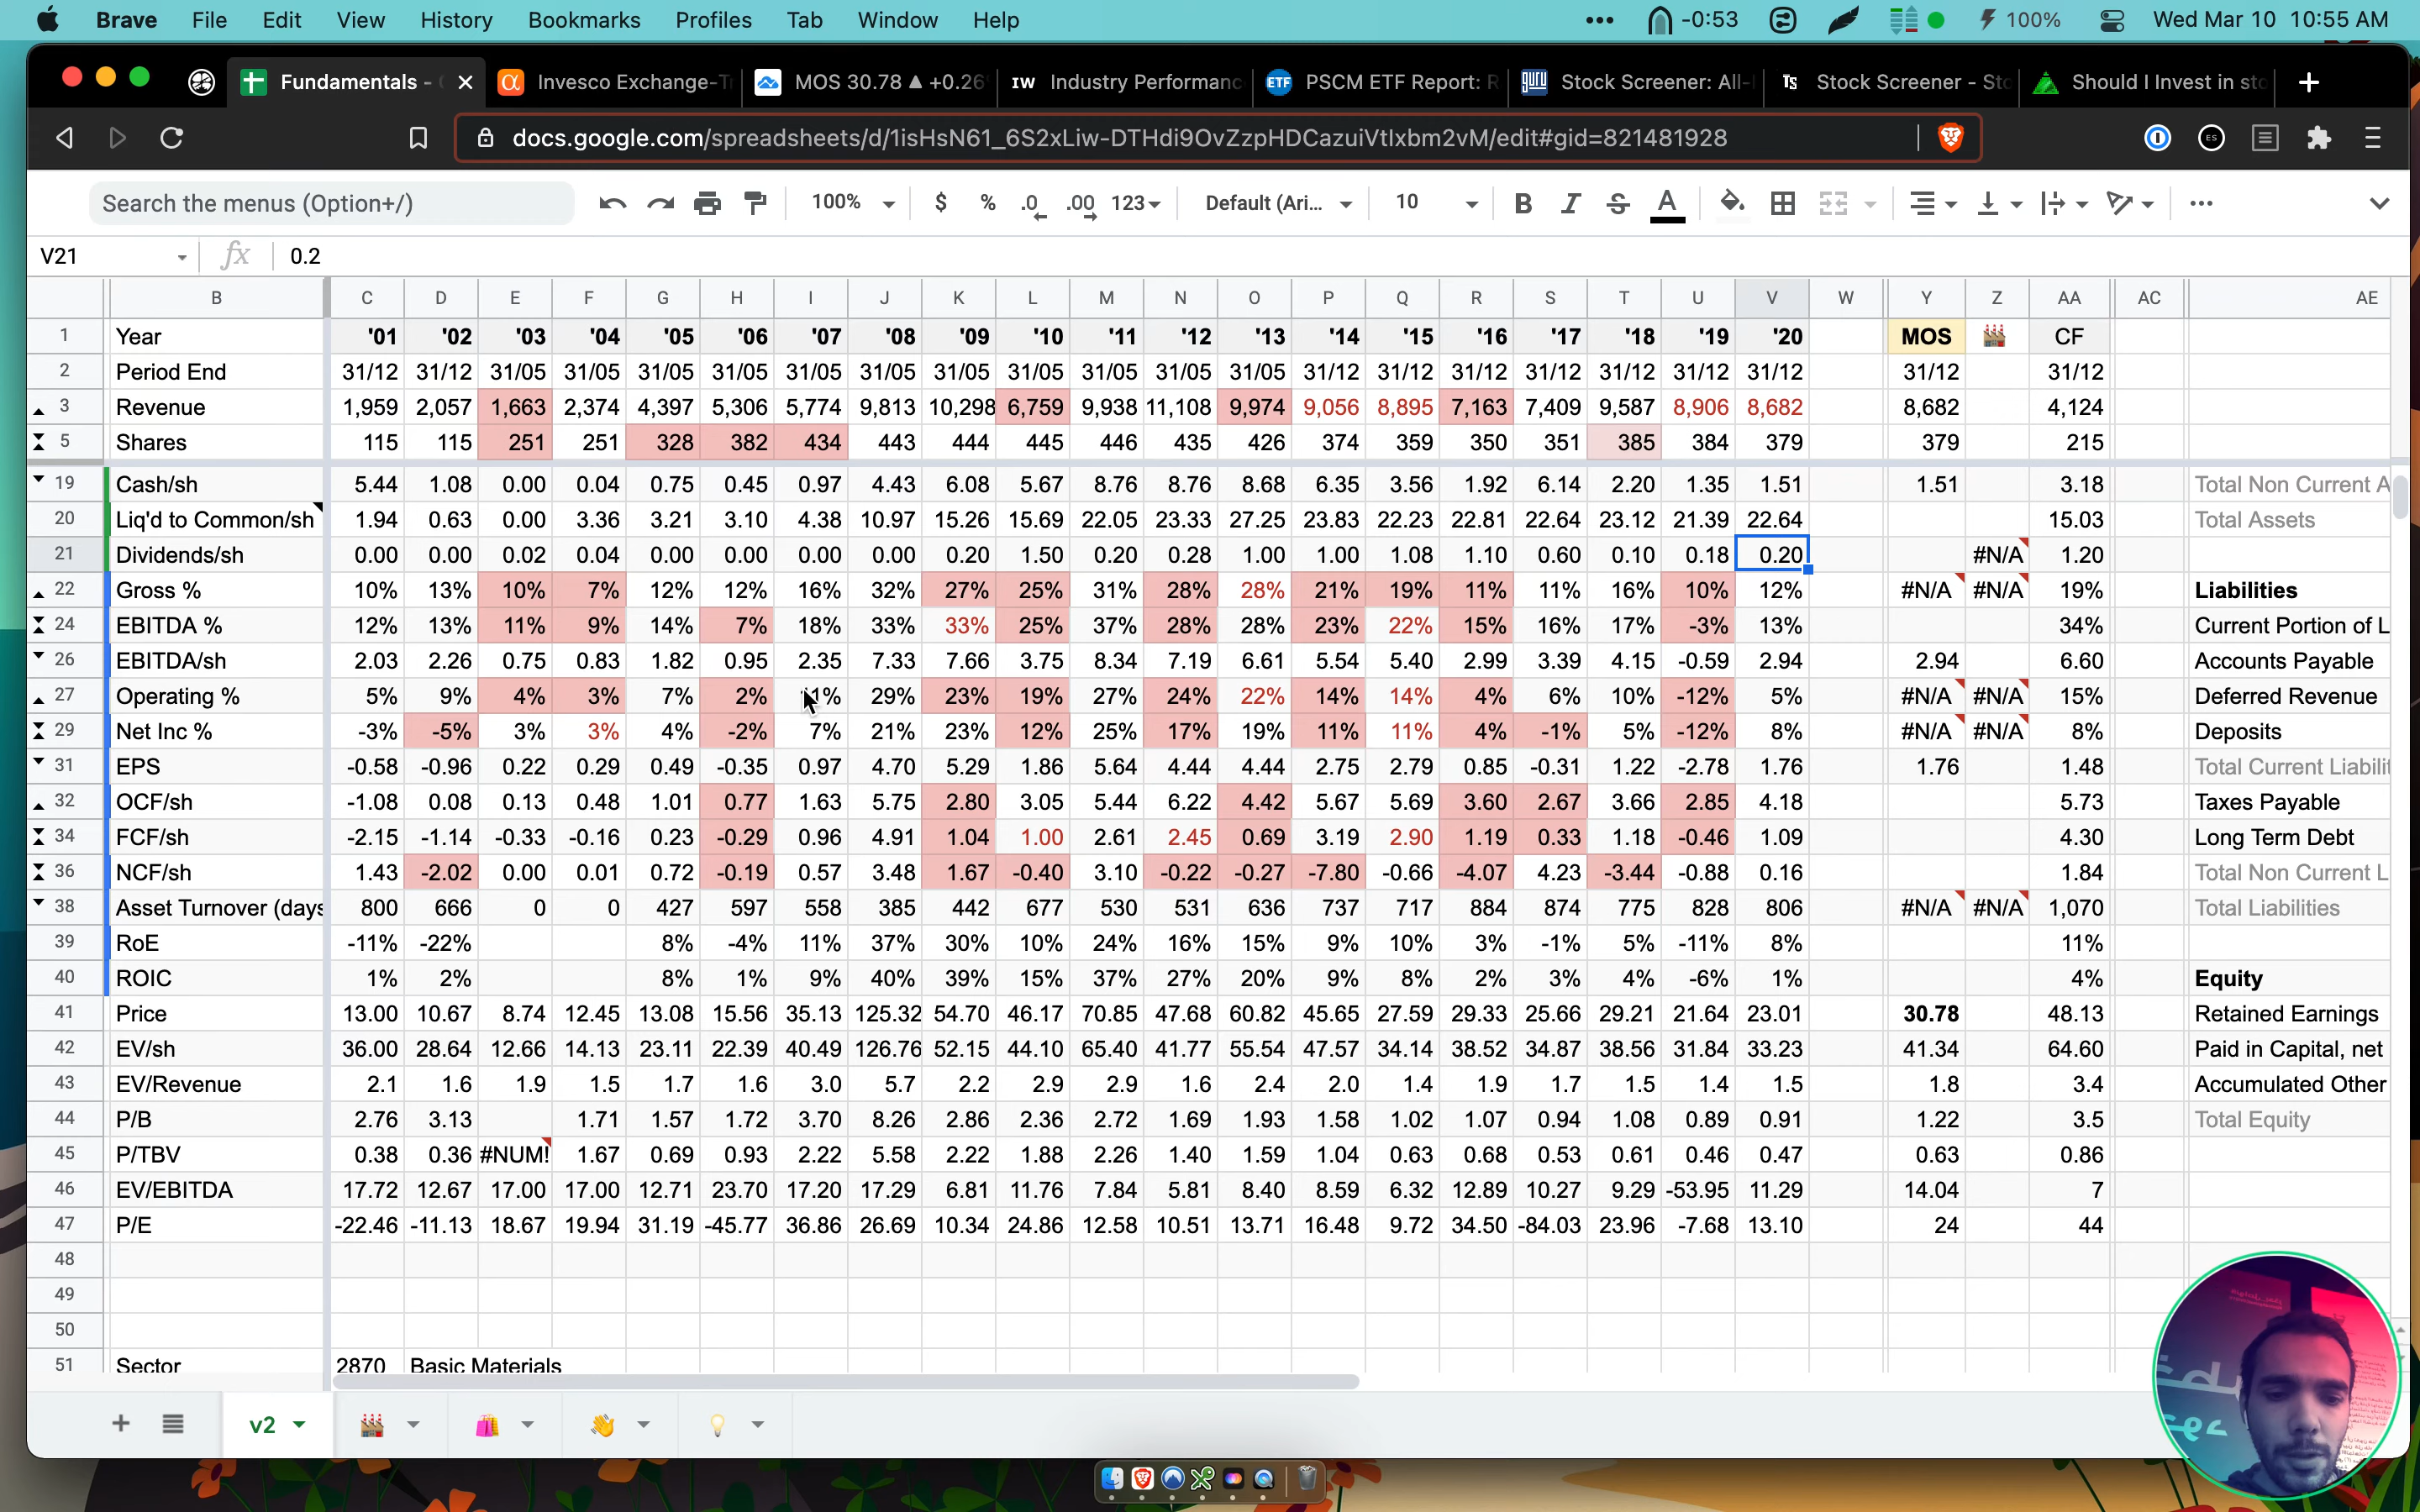 Brave File Edit View History Bookmarks Profiles Tab Window Help ••• -0:53 100% Wed Mar 10 10:55 AM
Fundamentals - Invesco Exchange-T MOS 30.78 ▲ +0.26 IW Industry Performanc ETF PSCM ETF Report: R guru Stock Screener: All- Ts Stock Screener - Sto Should I Invest in sto
docs.google.com/spreadsheets/d/1isHsN61_6S2xLiw-DTHdi9OvZzpHDCazuiVtIxbm2vM/edit#gid=821481928
Search the menus (Option+/) 100% $ % .0 .00 123 Default (Ari... 10 B I S A
V21 fx 0.2
B C D E F G H I J K L M N O P Q R S T U V W Y Z AA AC AE
1 Year '01 '02 '03 '04 '05 '06 '07 '08 '09 '10 '11 '12 '13 '14 '15 '16 '17 '18 '19 '20 MOS CF
2 Period End 31/12 31/12 31/05 31/05 31/05 31/05 31/05 31/05 31/05 31/05 31/05 31/05 31/05 31/12 31/12 31/12 31/12 31/12 31/12 31/12 31/12 31/12
3 Revenue 1,959 2,057 1,663 2,374 4,397 5,306 5,774 9,813 10,298 6,759 9,938 11,108 9,974 9,056 8,895 7,163 7,409 9,587 8,906 8,682 8,682 4,124
5 Shares 115 115 251 251 328 382 434 443 444 445 446 435 426 374 359 350 351 385 384 379 379 215
19 Cash/sh 5.44 1.08 0.00 0.04 0.75 0.45 0.97 4.43 6.08 5.67 8.76 8.76 8.68 6.35 3.56 1.92 6.14 2.20 1.35 1.51 1.51 3.18 Total Non Current A
20 Liq'd to Common/sh 1.94 0.63 0.00 3.36 3.21 3.10 4.38 10.97 15.26 15.69 22.05 23.33 27.25 23.83 22.23 22.81 22.64 23.12 21.39 22.64 15.03 Total Assets
21 Dividends/sh 0.00 0.00 0.02 0.04 0.00 0.00 0.00 0.00 0.20 1.50 0.20 0.28 1.00 1.00 1.08 1.10 0.60 0.10 0.18 0.20 #N/A 1.20
22 Gross % 10% 13% 10% 7% 12% 12% 16% 32% 27% 25% 31% 28% 28% 21% 19% 11% 11% 16% 10% 12% #N/A #N/A 19% Liabilities
24 EBITDA % 12% 13% 11% 9% 14% 7% 18% 33% 33% 25% 37% 28% 28% 23% 22% 15% 16% 17% -3% 13% 34% Current Portion of L
26 EBITDA/sh 2.03 2.26 0.75 0.83 1.82 0.95 2.35 7.33 7.66 3.75 8.34 7.19 6.61 5.54 5.40 2.99 3.39 4.15 -0.59 2.94 2.94 6.60 Accounts Payable
27 Operating % 5% 9% 4% 3% 7% 2% 1% 29% 23% 19% 27% 24% 22% 14% 14% 4% 6% 10% -12% 5% #N/A #N/A 15% Deferred Revenue
29 Net Inc % -3% -5% 3% 3% 4% -2% 7% 21% 23% 12% 25% 17% 19% 11% 11% 4% -1% 5% -12% 8% #N/A #N/A 8% Deposits
31 EPS -0.58 -0.96 0.22 0.29 0.49 -0.35 0.97 4.70 5.29 1.86 5.64 4.44 4.44 2.75 2.79 0.85 -0.31 1.22 -2.78 1.76 1.76 1.48 Total Current Liabilit
32 OCF/sh -1.08 0.08 0.13 0.48 1.01 0.77 1.63 5.75 2.80 3.05 5.44 6.22 4.42 5.67 5.69 3.60 2.67 3.66 2.85 4.18 5.73 Taxes Payable
34 FCF/sh -2.15 -1.14 -0.33 -0.16 0.23 -0.29 0.96 4.91 1.04 1.00 2.61 2.45 0.69 3.19 2.90 1.19 0.33 1.18 -0.46 1.09 4.30 Long Term Debt
36 NCF/sh 1.43 -2.02 0.00 0.01 0.72 -0.19 0.57 3.48 1.67 -0.40 3.10 -0.22 -0.27 -7.80 -0.66 -4.07 4.23 -3.44 -0.88 0.16 1.84 Total Non Current L
38 Asset Turnover (days 800 666 0 0 427 597 558 385 442 677 530 531 636 737 717 884 874 775 828 806 #N/A #N/A 1,070 Total Liabilities
39 RoE -11% -22% 8% -4% 11% 37% 30% 10% 24% 16% 15% 9% 10% 3% -1% 5% -11% 8% 11%
40 ROIC 1% 2% 8% 1% 9% 40% 39% 15% 37% 27% 20% 9% 8% 2% 3% 4% -6% 1% 4% Equity
41 Price 13.00 10.67 8.74 12.45 13.08 15.56 35.13 125.32 54.70 46.17 70.85 47.68 60.82 45.65 27.59 29.33 25.66 29.21 21.64 23.01 30.78 48.13 Retained Earnings
42 EV/sh 36.00 28.64 12.66 14.13 23.11 22.39 40.49 126.76 52.15 44.10 65.40 41.77 55.54 47.57 34.14 38.52 34.87 38.56 31.84 33.23 41.34 64.60 Paid in Capital, net
43 EV/Revenue 2.1 1.6 1.9 1.5 1.7 1.6 3.0 5.7 2.2 2.9 2.9 1.6 2.4 2.0 1.4 1.9 1.7 1.5 1.4 1.5 1.8 3.4 Accumulated Other
44 P/B 2.76 3.13 1.71 1.57 1.72 3.70 8.26 2.86 2.36 2.72 1.69 1.93 1.58 1.02 1.07 0.94 1.08 0.89 0.91 1.22 3.5 Total Equity
45 P/TBV 0.38 0.36 #NUM! 1.67 0.69 0.93 2.22 5.58 2.22 1.88 2.26 1.40 1.59 1.04 0.63 0.68 0.53 0.61 0.46 0.47 0.63 0.86
46 EV/EBITDA 17.72 12.67 17.00 17.00 12.71 23.70 17.20 17.29 6.81 11.76 7.84 5.81 8.40 8.59 6.32 12.89 10.27 9.29 -53.95 11.29 14.04 7
47 P/E -22.46 -11.13 18.67 19.94 31.19 -45.77 36.86 26.69 10.34 24.86 12.58 10.51 13.71 16.48 9.72 34.50 -84.03 23.96 -7.68 13.10 24 44
48
49
50
51 Sector 2870 Basic Materials
v2